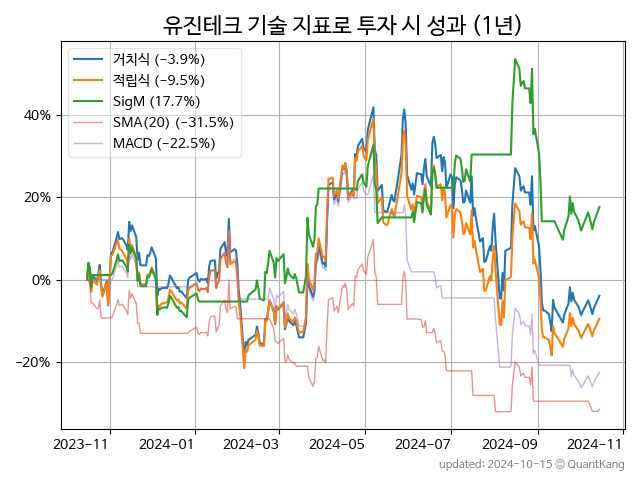 유진테크 기술 지표로 투자 시 성과 (1년)
거치식 (-3.9%)
적립식 (-9.5%)
SigM (17.7%)
SMA(20) (-31.5%)
MACD (-22.5%)
40%
20%
0%
-20%
2023-11 2024-01 2024-03 2024-05 2024-07 2024-09 2024-11
updated: 2024-10-15 © QuantKang